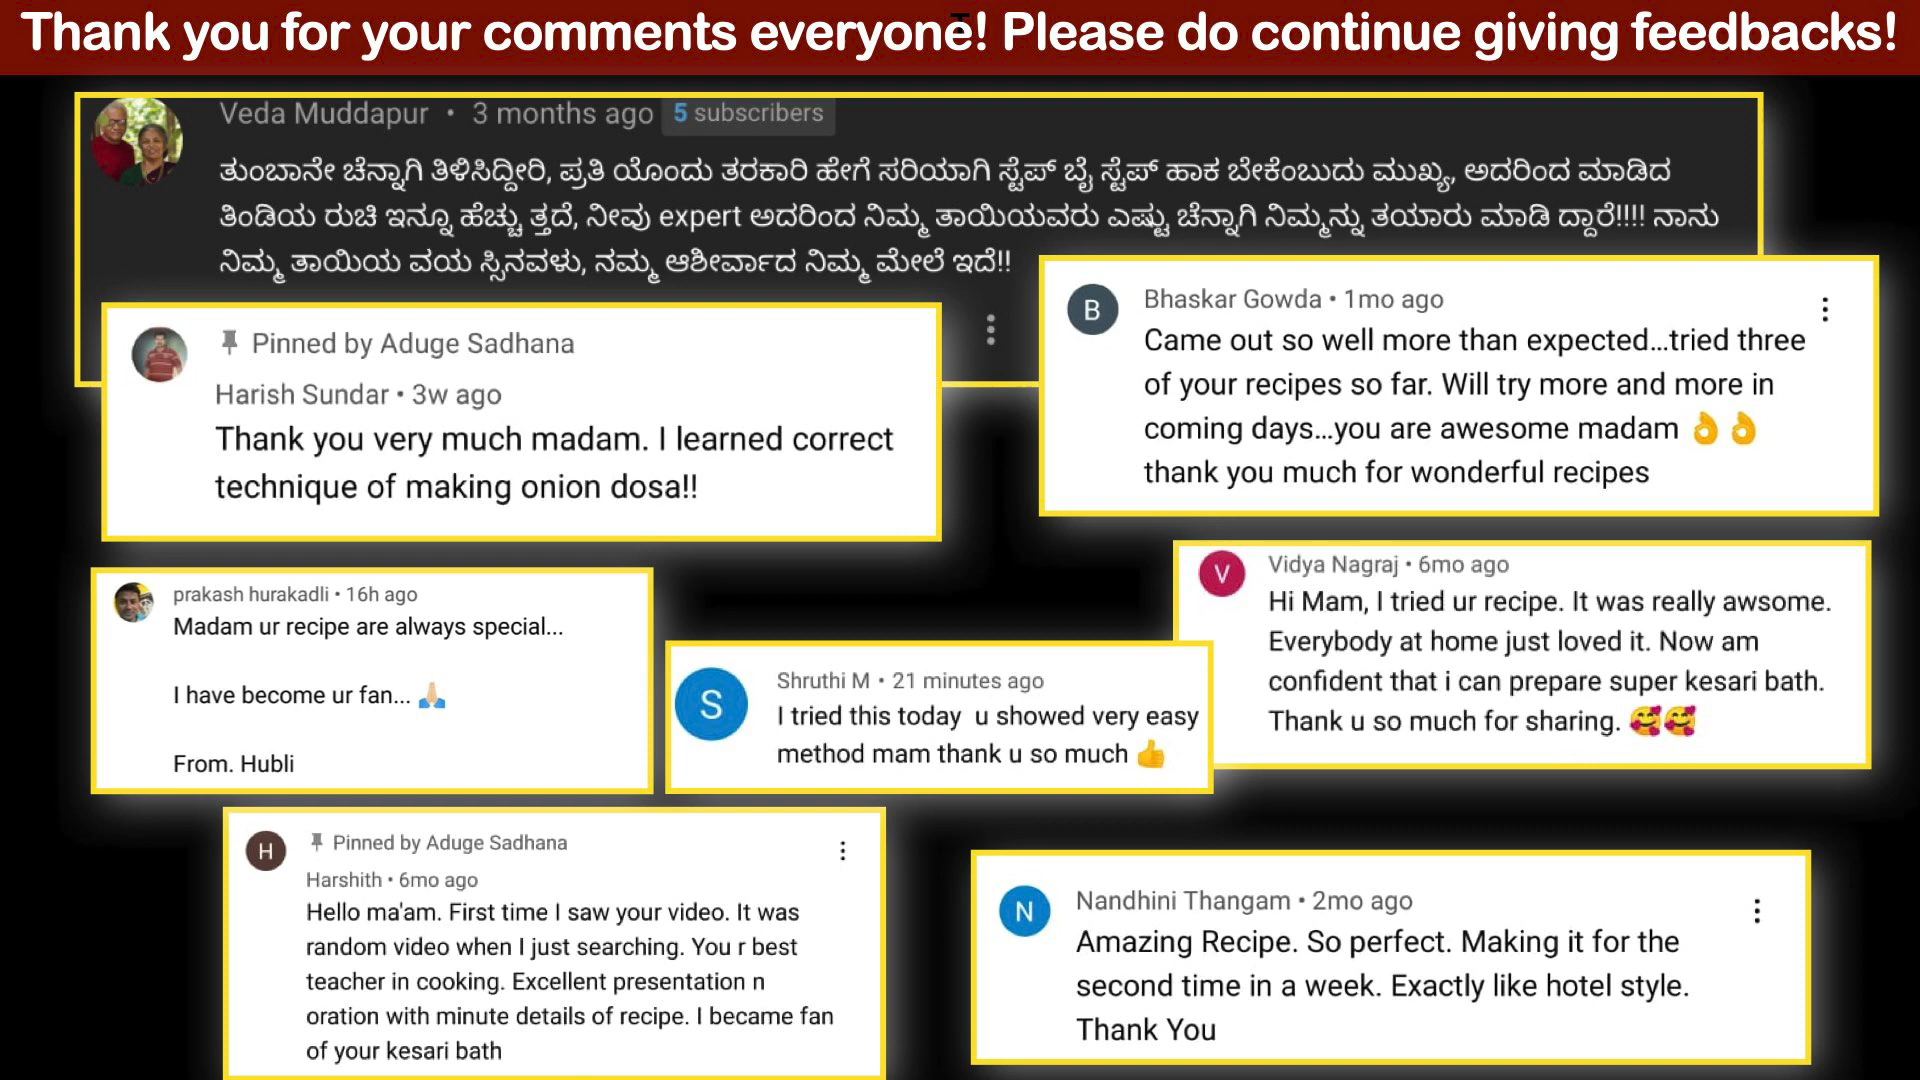 Thank you for your comments everyone! Please do continue giving feedbacks!
Veda Muddapur • 3 months ago 5 subscribers
ತುಂಬಾನೇ ಚೆನ್ನಾಗಿ ತಿಳಿಸಿದ್ದೀರಿ, ಪ್ರತಿ ಯೊಂದು ತರಕಾರಿ ಹೇಗೆ ಸರಿಯಾಗಿ ಸ್ಟೆಪ್ ಬೈ ಸ್ಟೆಪ್ ಹಾಕ ಬೇಕೆಂಬುದು ಮುಖ್ಯ, ಅದರಿಂದ ಮಾಡಿದ
ತಿಂಡಿಯ ರುಚಿ ಇನ್ನೂ ಹೆಚ್ಚು ತ್ತದೆ, ನೀವು expert ಅದರಿಂದ ನಿಮ್ಮ ತಾಯಿಯವರು ಎಷ್ಟು ಚೆನ್ನಾಗಿ ನಿಮ್ಮನ್ನು ತಯಾರು ಮಾಡಿ ದ್ದಾರೆ!!!! ನಾನು
ನಿಮ್ಮ ತಾಯಿಯ ವಯ ಸ್ಸಿನವಳು, ನಮ್ಮ ಆಶೀರ್ವಾದ ನಿಮ್ಮ ಮೇಲೆ ಇದೆ!!
Pinned by Aduge Sadhana
Harish Sundar • 3w ago
Thank you very much madam. I learned correct
technique of making onion dosa!!
B
Bhaskar Gowda • 1mo ago
Came out so well more than expected...tried three
of your recipes so far. Will try more and more in
coming days...you are awesome madam 👌👌
thank you much for wonderful recipes
prakash hurakadli • 16h ago
Madam ur recipe are always special...
I have become ur fan... 🙏🏻
From. Hubli
S
Shruthi M • 21 minutes ago
I tried this today u showed very easy
method mam thank u so much 👍
V
Vidya Nagraj • 6mo ago
Hi Mam, I tried ur recipe. It was really awsome.
Everybody at home just loved it. Now am
confident that i can prepare super kesari bath.
Thank u so much for sharing. 🥰🥰
H
Pinned by Aduge Sadhana
Harshith • 6mo ago
Hello ma'am. First time I saw your video. It was
random video when I just searching. You r best
teacher in cooking. Excellent presentation n
oration with minute details of recipe. I became fan
of your kesari bath
N
Nandhini Thangam • 2mo ago
Amazing Recipe. So perfect. Making it for the
second time in a week. Exactly like hotel style.
Thank You